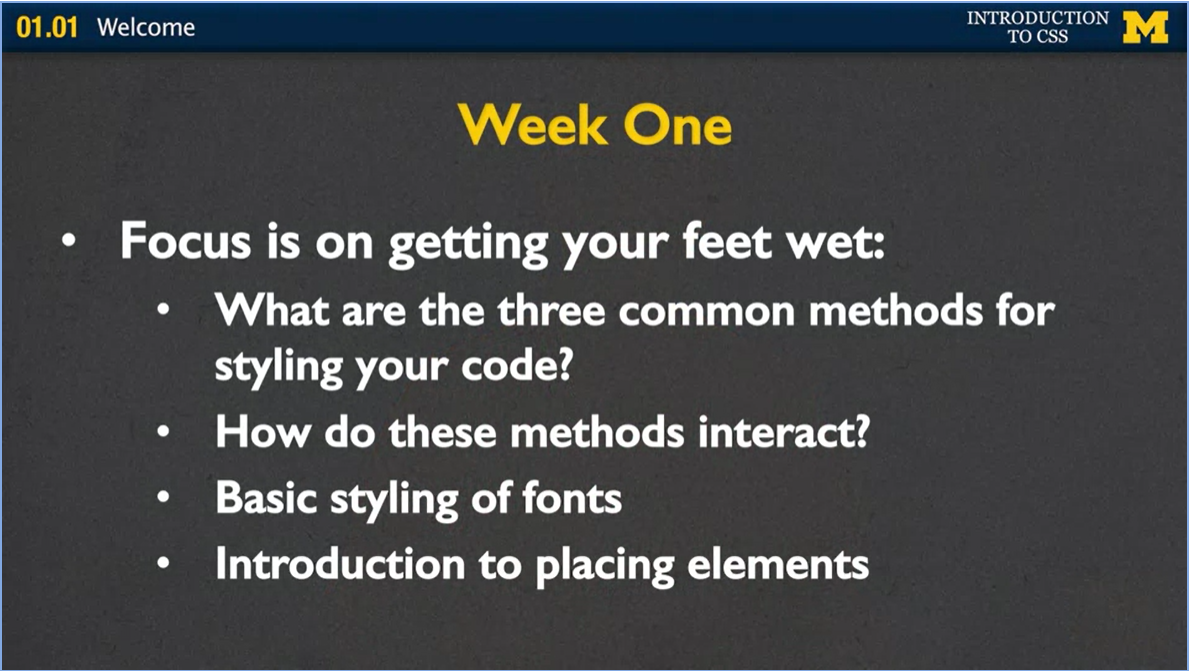 01.01 Welcome
INTRODUCTION
TO CSS
M
Week One
• Focus is on getting your feet wet:
• What are the three common methods for
styling your code?
• How do these methods interact?
• Basic styling of fonts
• Introduction to placing elements